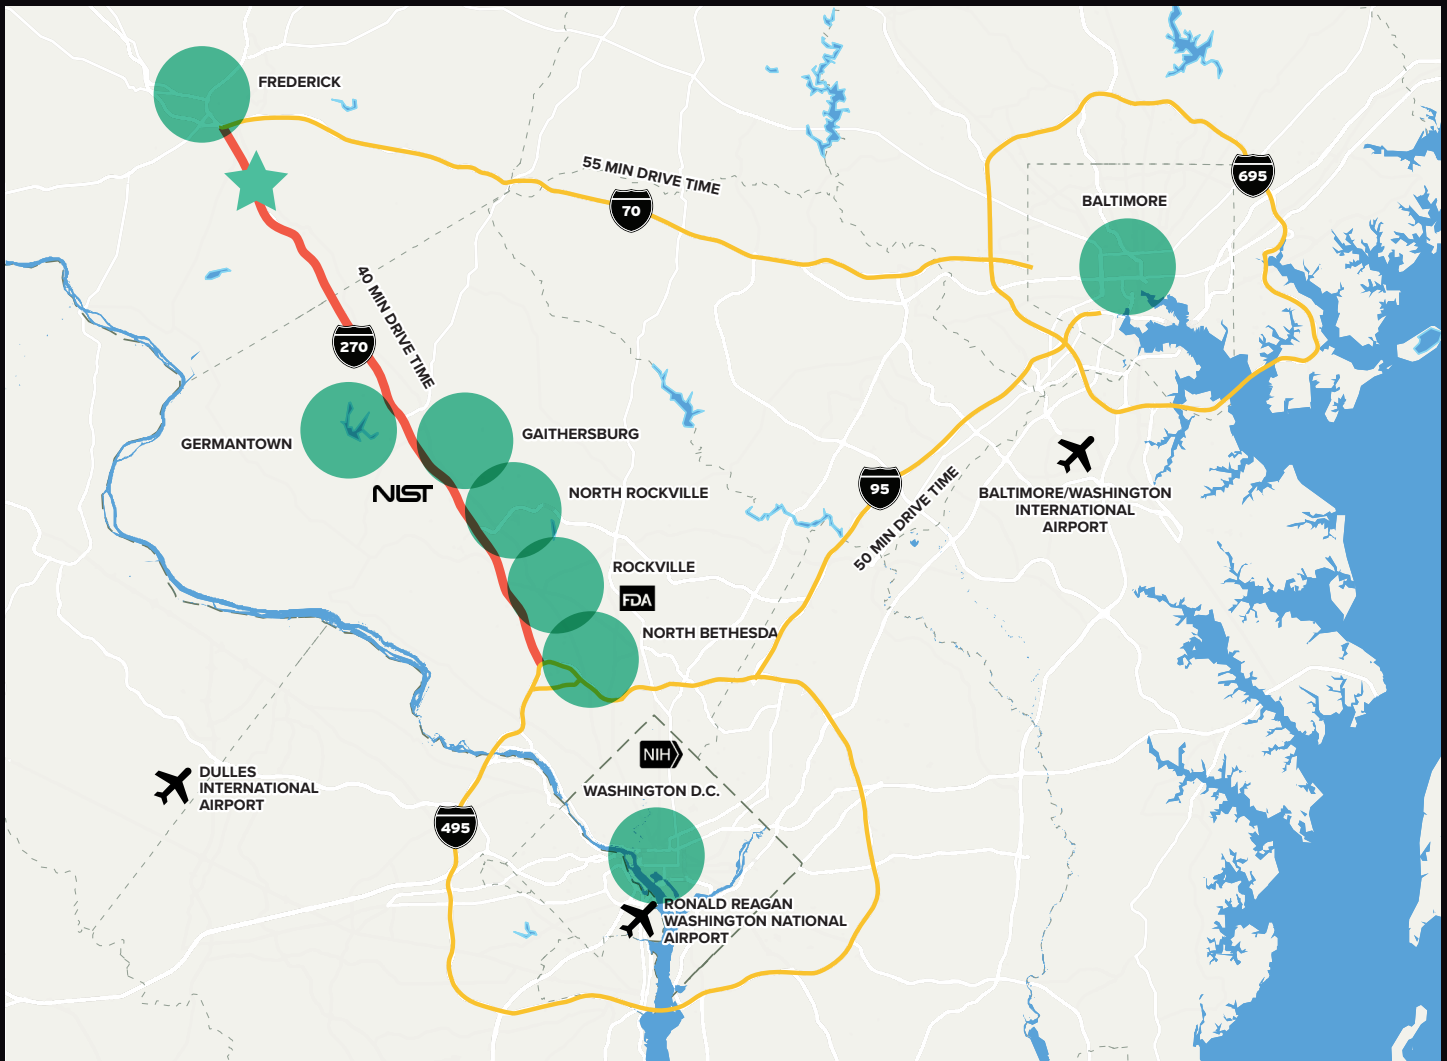 FREDERICK
55 MIN DRIVE TIME
70
695
BALTIMORE
40 MIN DRIVE TIME
270
GERMANTOWN
GAITHERSBURG
NIST
NORTH ROCKVILLE
95
50 MIN DRIVE TIME
BALTIMORE/WASHINGTON
INTERNATIONAL
AIRPORT
ROCKVILLE
FDA
NORTH BETHESDA
NIH
DULLES
INTERNATIONAL
AIRPORT
WASHINGTON D.C.
495
RONALD REAGAN
WASHINGTON NATIONAL
AIRPORT